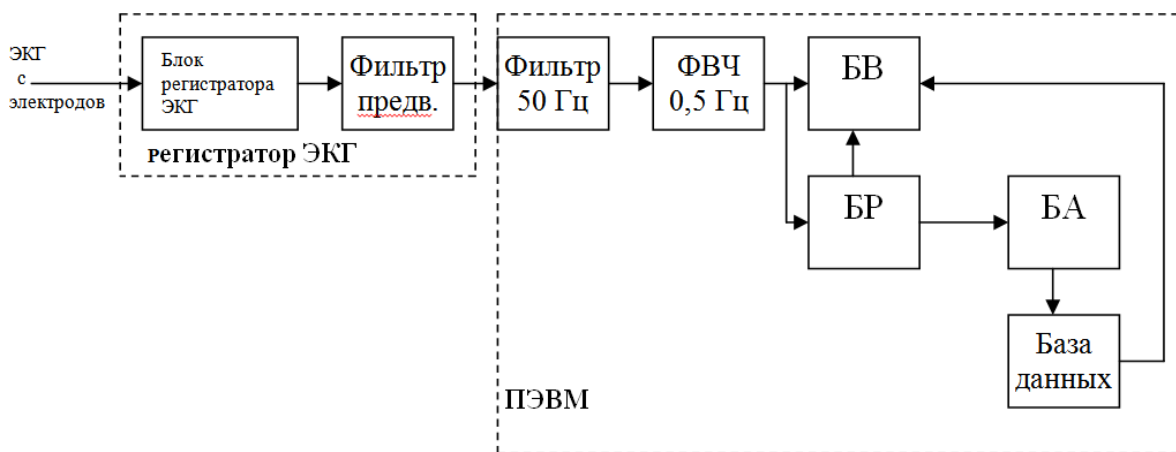 ЭКГ
с
электродов
Блок
регистратора
ЭКГ
Фильтр
предв.
регистратор ЭКГ
Фильтр
50 Гц
ФВЧ
0,5 Гц
БВ
БР
БА
База
данных
ПЭВМ